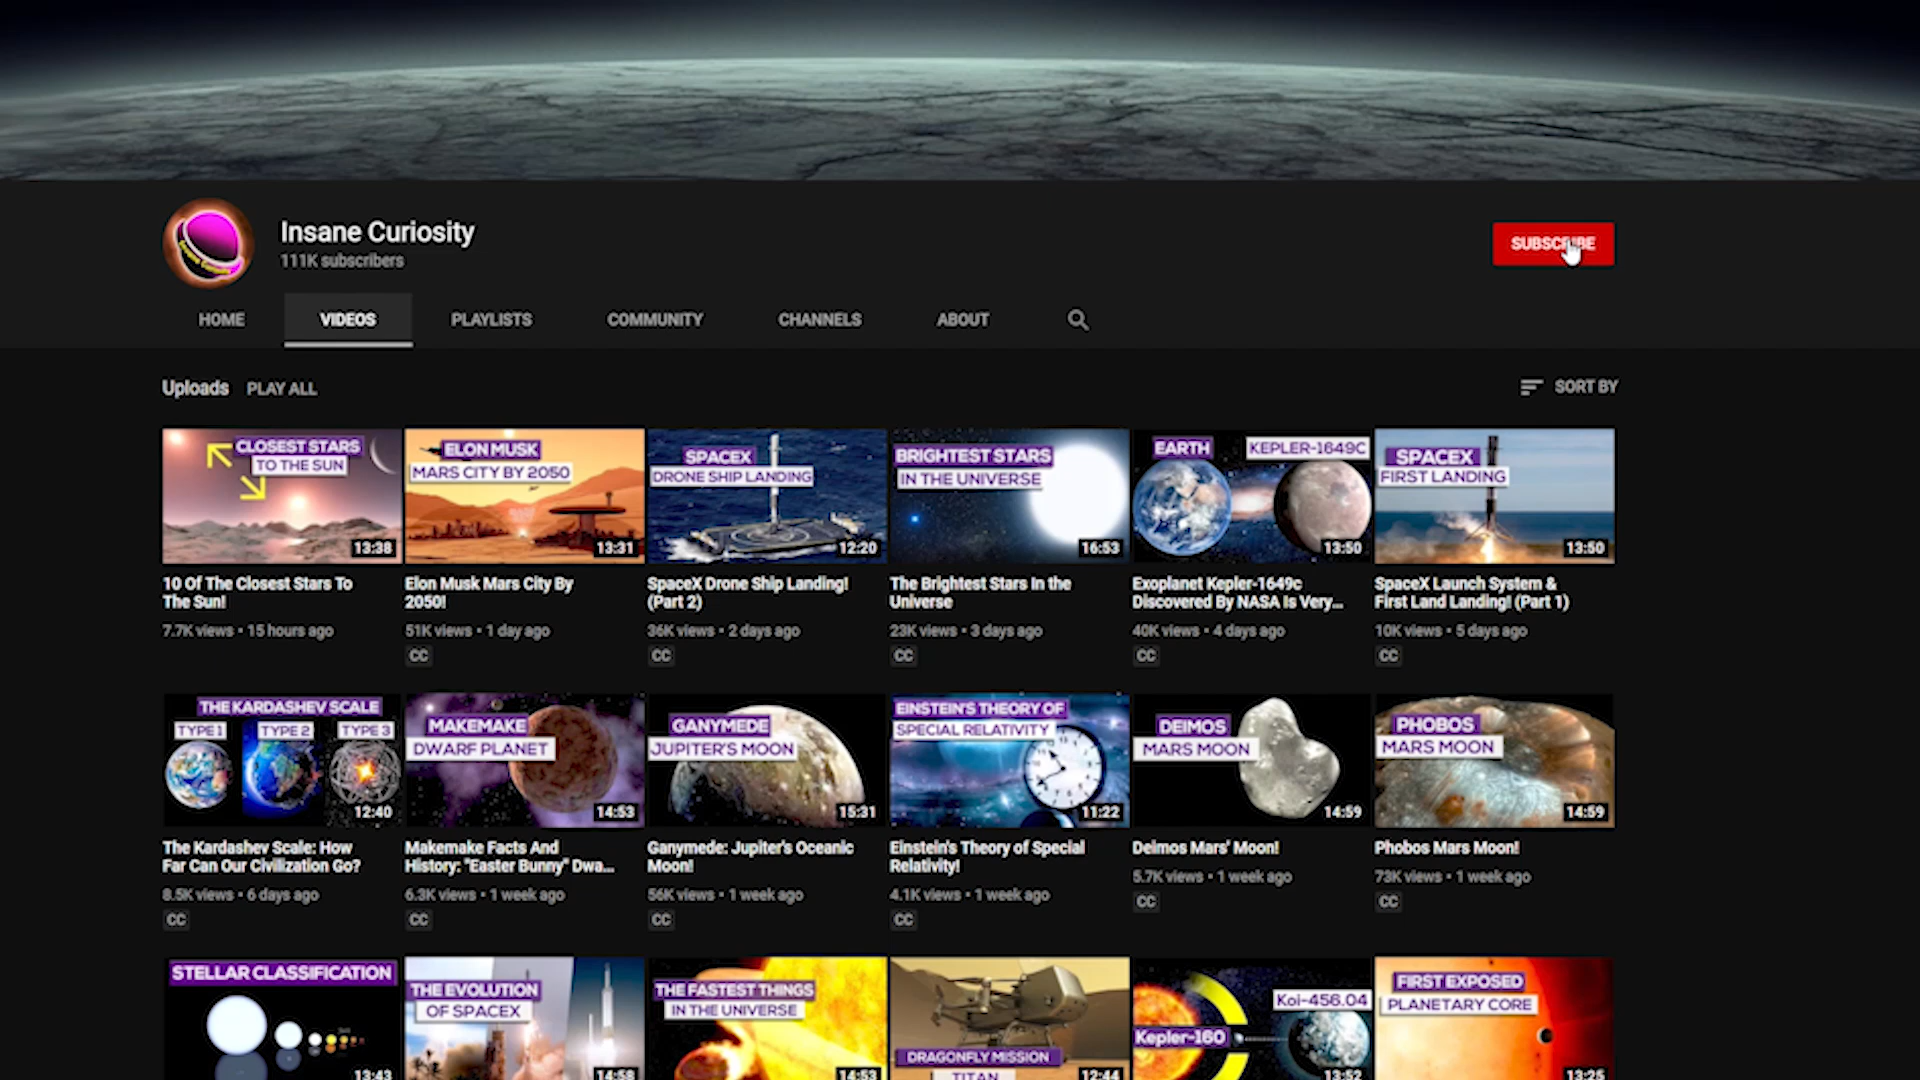 Insane Curiosity
111K subscribers
SUBSCRIBE
HOME VIDEOS PLAYLISTS COMMUNITY CHANNELS ABOUT
Uploads PLAY ALL SORT BY
CLOSEST STARS
TO THE SUN
13:38
ELON MUSK
MARS CITY BY 2050
13:31
SPACEX
DRONE SHIP LANDING
12:20
BRIGHTEST STARS
IN THE UNIVERSE
16:53
EARTH KEPLER-1649C
13:50
SPACEX
FIRST LANDING
13:50
10 Of The Closest Stars To
The Sun!
7.7K views • 15 hours ago
Elon Musk Mars City By
2050!
51K views • 1 day ago
CC
SpaceX Drone Ship Landing!
(Part 2)
36K views • 2 days ago
CC
The Brightest Stars In the
Universe
23K views • 3 days ago
CC
Exoplanet Kepler-1649c
Discovered By NASA Is Very...
40K views • 4 days ago
CC
SpaceX Launch System &
First Land Landing! (Part 1)
10K views • 5 days ago
CC
THE KARDASHEV SCALE
TYPE 1 TYPE 2 TYPE 3
12:40
MAKEMAKE
DWARF PLANET
14:53
GANYMEDE
JUPITER'S MOON
15:31
EINSTEIN'S THEORY OF
SPECIAL RELATIVITY
11:22
DEIMOS
MARS MOON
14:59
PHOBOS
MARS MOON
14:59
The Kardashev Scale: How
Far Can Our Civilization Go?
8.5K views • 6 days ago
CC
Makemake Facts And
History: "Easter Bunny" Dwa...
6.3K views • 1 week ago
CC
Ganymede: Jupiter's Oceanic
Moon!
56K views • 1 week ago
CC
Einstein's Theory of Special
Relativity!
4.1K views • 1 week ago
CC
Deimos Mars' Moon!
5.7K views • 1 week ago
CC
Phobos Mars Moon!
73K views • 1 week ago
CC
STELLAR CLASSIFICATION
13:43
THE EVOLUTION
OF SPACEX
14:58
THE FASTEST THINGS
IN THE UNIVERSE
14:53
DRAGONFLY MISSION
TITAN
12:44
Koi-456.04
Kepler-160
13:52
FIRST EXPOSED
PLANETARY CORE
13:25